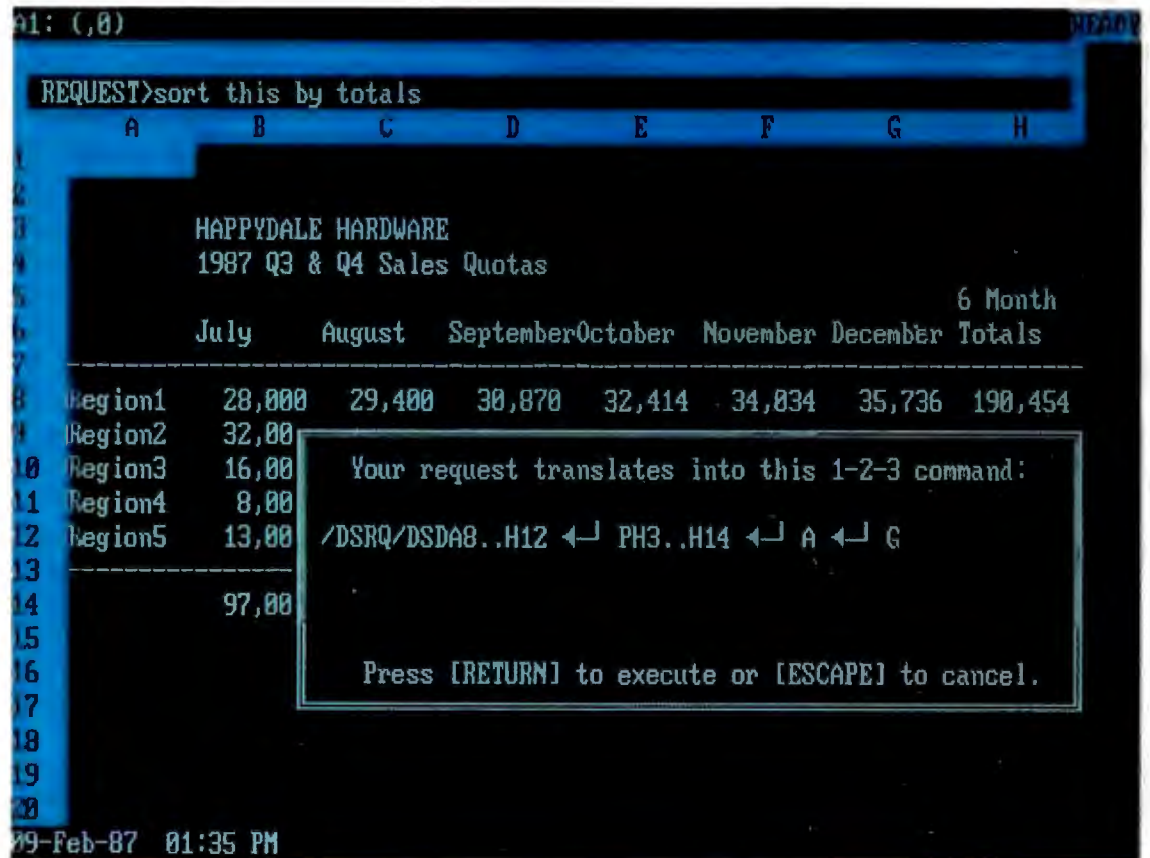 A1: (,0) READY
REQUEST>sort this by totals
A B C D E F G H
1
2
3 HAPPYDALE HARDWARE
4 1987 Q3 & Q4 Sales Quotas
5 6 Month
6 July August SeptemberOctober November December Totals
7 --------------------------------------------------------------------------------
8 Region1 28,000 29,400 30,870 32,414 34,034 35,736 190,454
9 Region2 32,00
10 Region3 16,00 Your request translates into this 1-2-3 command:
11 Region4 8,00
12 Region5 13,00 /DSRQ/DSDA8..H12 ◄┘ PH3..H14 ◄┘ A ◄┘ G
13 ------------------
14 97,00
15
16 Press [RETURN] to execute or [ESCAPE] to cancel.
17
18
19
20
09-Feb-87 01:35 PM